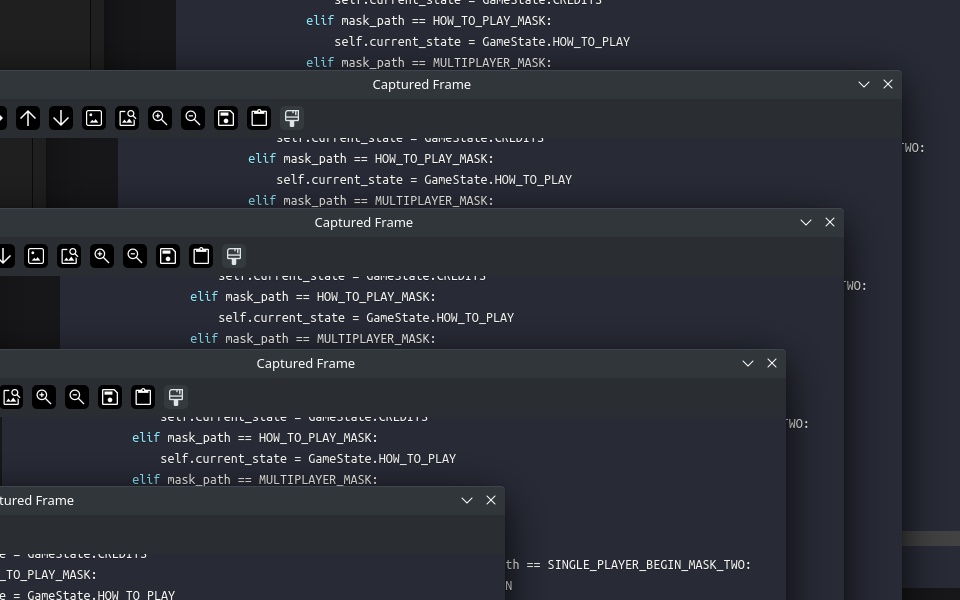 self.current_state = GameState.CREDITS
elif mask_path == HOW_TO_PLAY_MASK:
self.current_state = GameState.HOW_TO_PLAY
elif mask_path == MULTIPLAYER_MASK:
Captured Frame
self.current_state = GameState.CREDITS
elif mask_path == HOW_TO_PLAY_MASK:
TWO:
self.current_state = GameState.HOW_TO_PLAY
elif mask_path == MULTIPLAYER_MASK:
Captured Frame
self.current_state = GameState.CREDITS
elif mask_path == HOW_TO_PLAY_MASK:
TWO:
self.current_state = GameState.HOW_TO_PLAY
elif mask_path == MULTIPLAYER_MASK:
Captured Frame
self.current_state = GameState.CREDITS
WO:
elif mask_path == HOW_TO_PLAY_MASK:
self.current_state = GameState.HOW_TO_PLAY
elif mask_path == MULTIPLAYER_MASK:
tured Frame
e = GameState.CREDITS
th == SINGLE_PLAYER_BEGIN_MASK_TWO:
_TO_PLAY_MASK:
N
e = GameState.HOW_TO_PLAY